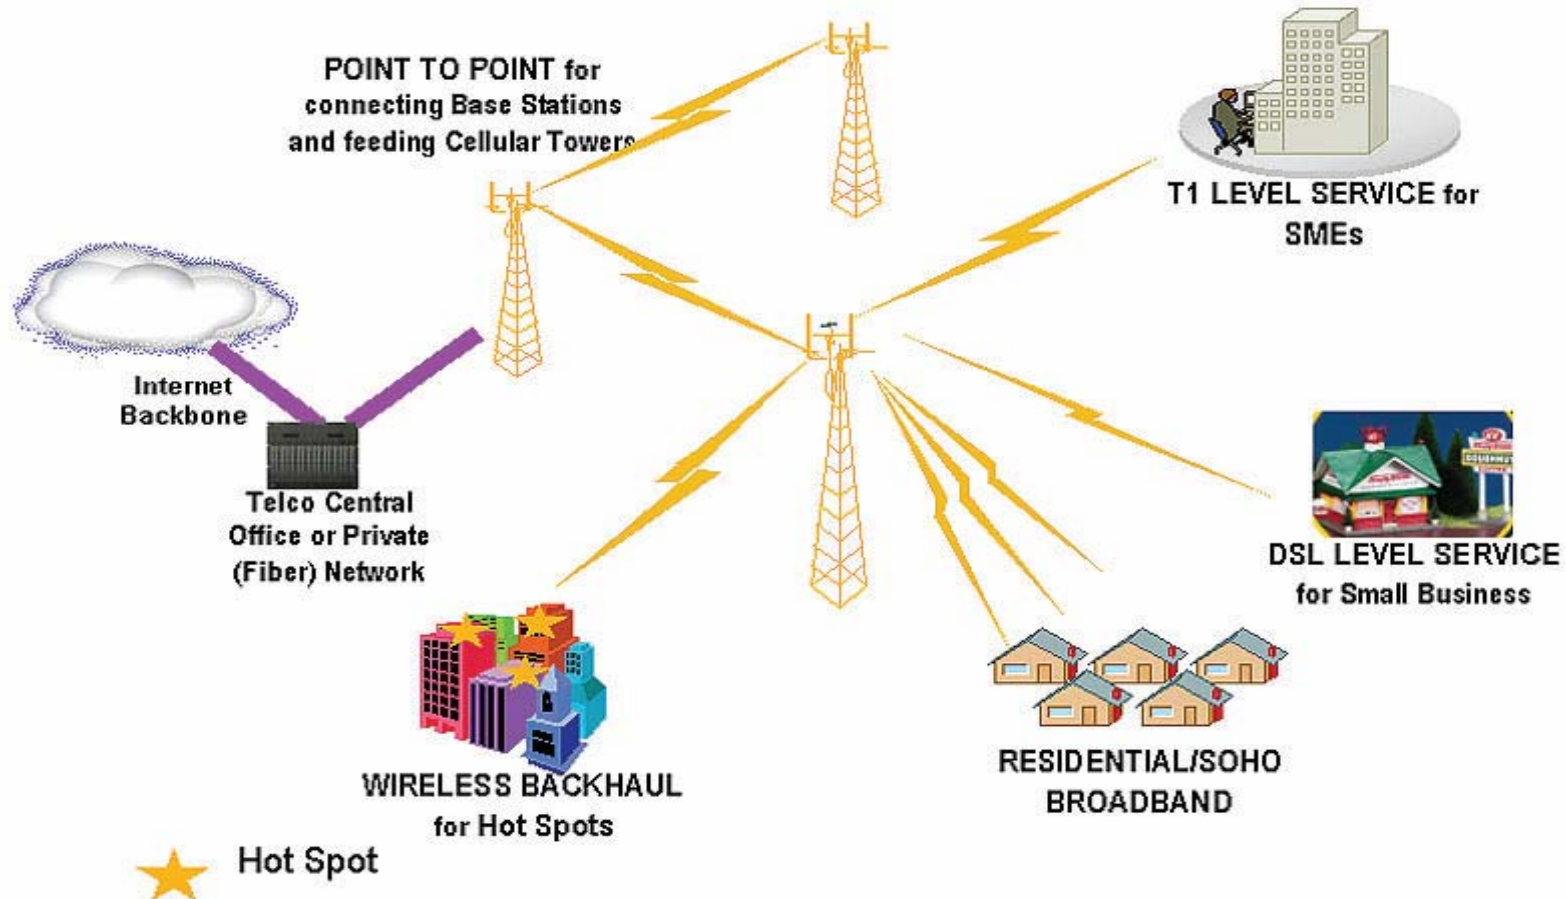 POINT TO POINT for
connecting Base Stations
and feeding Cellular Towers
T1 LEVEL SERVICE for
SMEs
Internet
Backbone
Telco Central
Office or Private
(Fiber) Network
DSL LEVEL SERVICE
for Small Business
RESIDENTIAL/SOHO
BROADBAND
WIRELESS BACKHAUL
for Hot Spots
Hot Spot